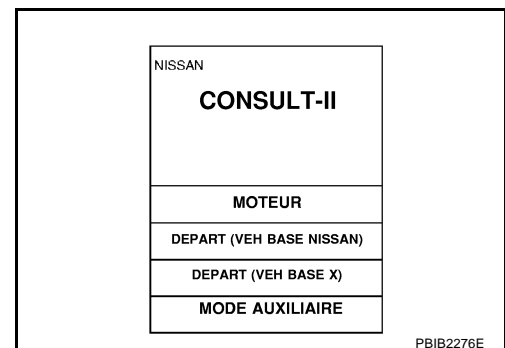 NISSAN
CONSULT-II
MOTEUR
DEPART (VEH BASE NISSAN)
DEPART (VEH BASE X)
MODE AUXILIAIRE
PBIB2276E